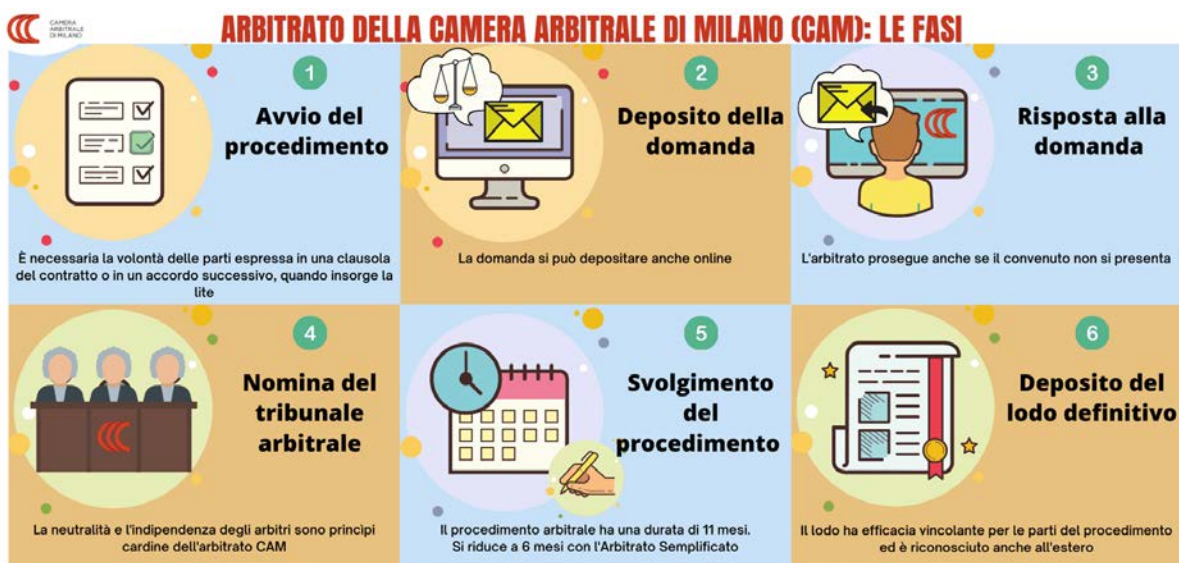 CAMERA
ARBITRALE
DI MILANO
ARBITRATO DELLA CAMERA ARBITRALE DI MILANO (CAM): LE FASI
1
Avvio del
procedimento
È necessaria la volontà delle parti espressa in una clausola
del contratto o in un accordo successivo, quando insorge la
lite
2
Deposito della
domanda
La domanda si può depositare anche online
3
Risposta alla
domanda
L'arbitrato prosegue anche se il convenuto non si presenta
4
Nomina del
tribunale
arbitrale
La neutralità e l'indipendenza degli arbitri sono principi
cardine dell'arbitrato CAM
5
Svolgimento
del
procedimento
Il procedimento arbitrale ha una durata di 11 mesi.
Si riduce a 6 mesi con l'Arbitrato Semplificato
6
Deposito del
lodo definitivo
Il lodo ha efficacia vincolante per le parti del procedimento
ed è riconosciuto anche all'estero